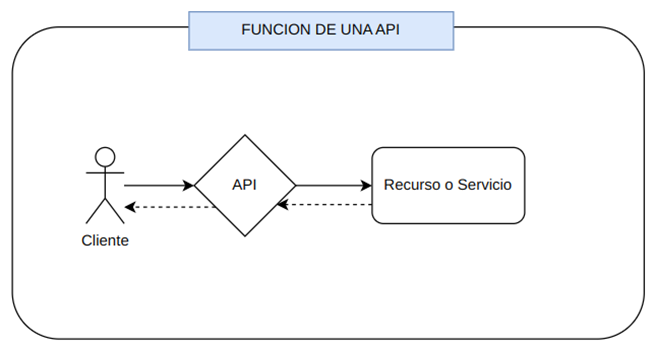 FUNCION DE UNA API
API
Recurso o Servicio
Cliente